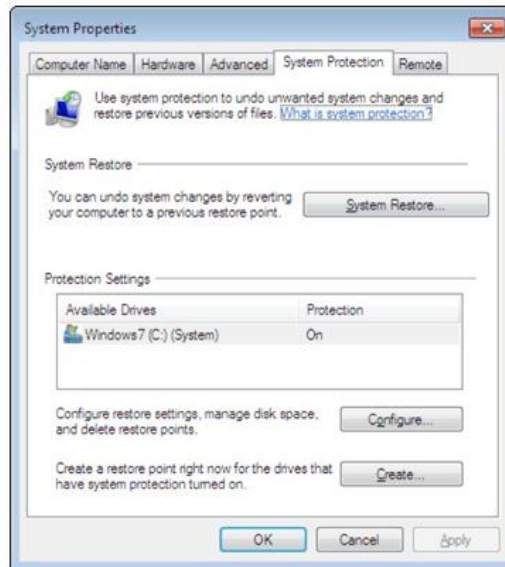 System Properties
Computer Name Hardware Advanced System Protection Remote
Use system protection to undo unwanted system changes and
restore previous versions of files. What is system protection?
System Restore
You can undo system changes by reverting
your computer to a previous restore point.
System Restore...
Protection Settings
Available Drives Protection
Windows7 (C:) (System) On
Configure restore settings, manage disk space,
and delete restore points.
Configure...
Create a restore point right now for the drives that
have system protection turned on.
Create...
OK Cancel Apply